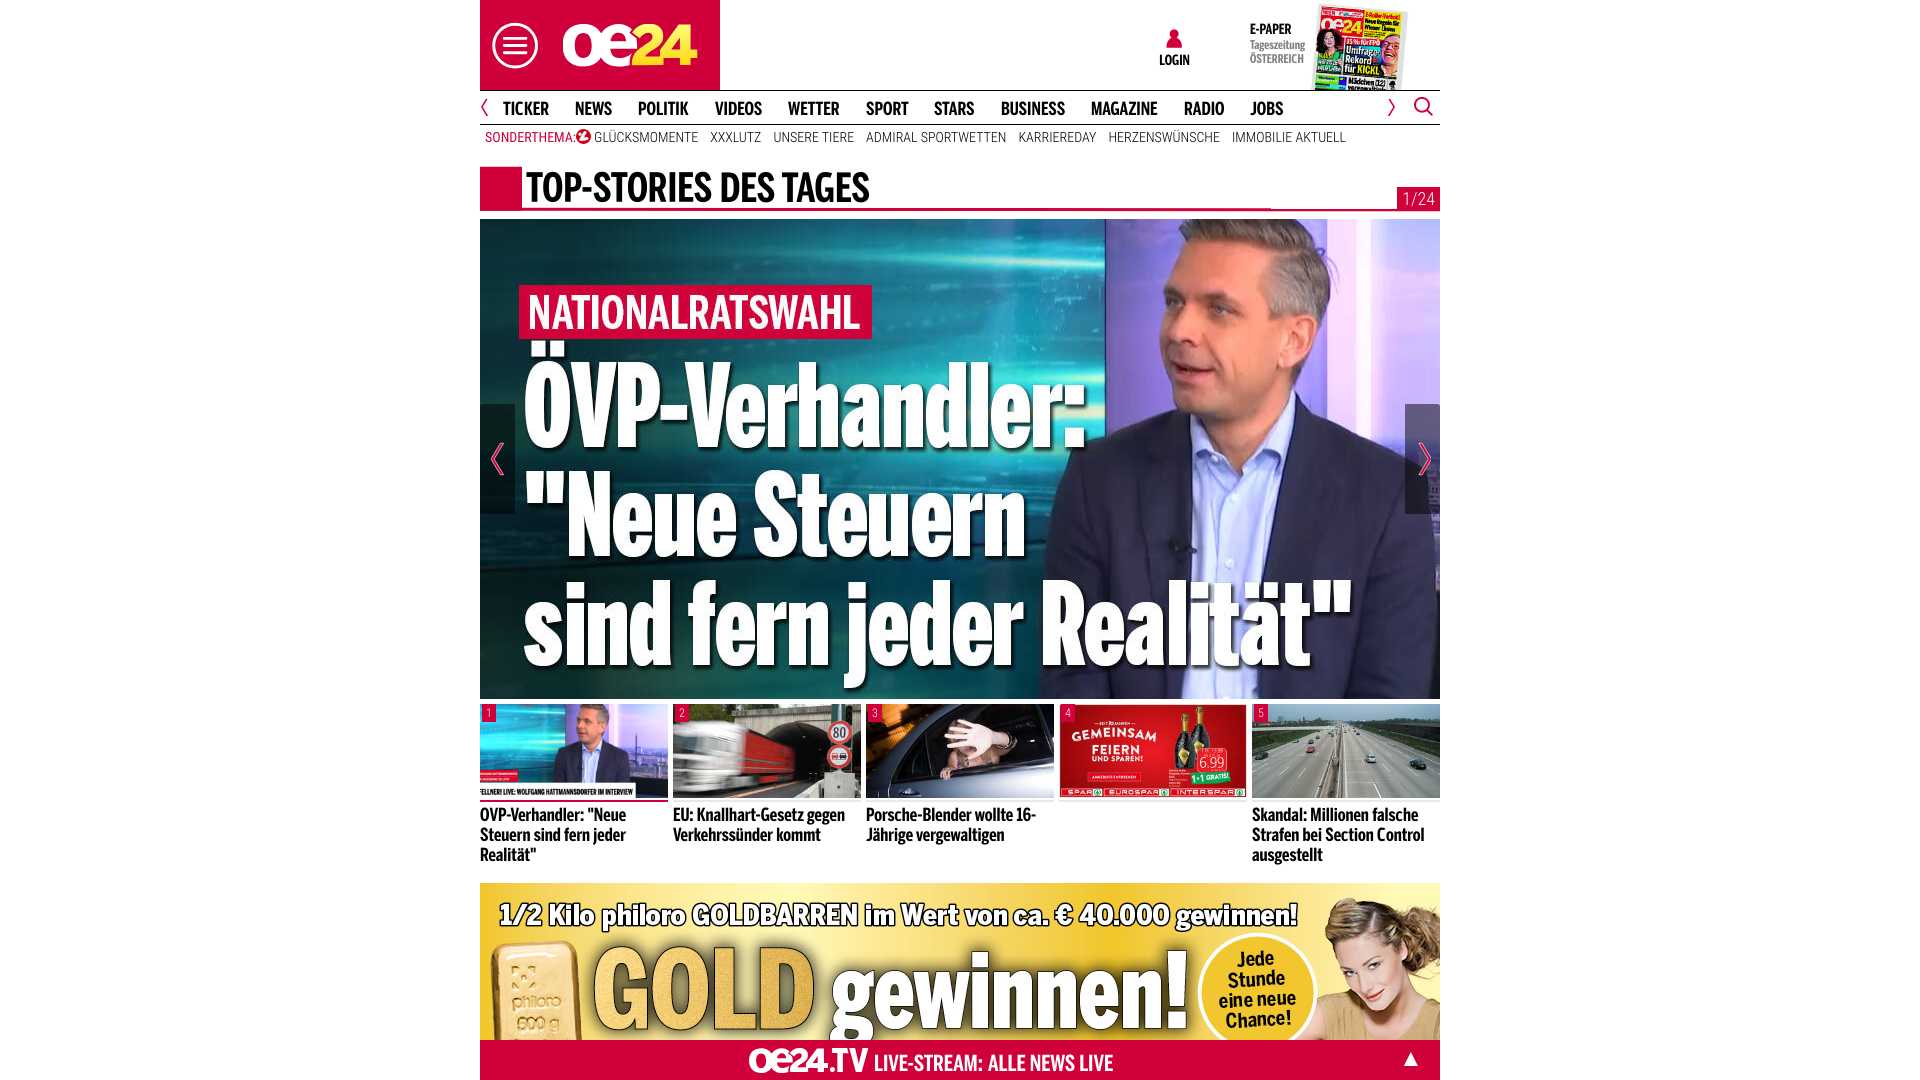 oe24
LOGIN
E-PAPER
Tageszeitung
ÖSTERREICH
oe24
Umfrage-
Rekord
für KICKL
TICKER NEWS POLITIK VIDEOS WETTER SPORT STARS BUSINESS MAGAZINE RADIO JOBS
SONDERTHEMA: GLÜCKSMOMENTE XXXLUTZ UNSERE TIERE ADMIRAL SPORTWETTEN KARRIEREDAY HERZENSWÜNSCHE IMMOBILIE AKTUELL
TOP-STORIES DES TAGES
1/24
NATIONALRATSWAHL
ÖVP-Verhandler:
"Neue Steuern
sind fern jeder Realität"
1
FELLNER! LIVE: WOLFGANG HATTMANNSDORFER IM INTERVIEW
2
80
3
4
GEMEINSAM
FEIERN
UND SPAREN!
6.99
1+1 GRATIS!
SPAR EUROSPAR INTERSPAR
5
ÖVP-Verhandler: "Neue
Steuern sind fern jeder
Realität"
EU: Knallhart-Gesetz gegen
Verkehrssünder kommt
Porsche-Blender wollte 16-
Jährige vergewaltigen
Skandal: Millionen falsche
Strafen bei Section Control
ausgestellt
1/2 Kilo philoro GOLDBARREN im Wert von ca. € 40.000 gewinnen!
philoro
500 g
GOLD gewinnen!
Jede
Stunde
eine neue
Chance!
oe24.TV LIVE-STREAM: ALLE NEWS LIVE